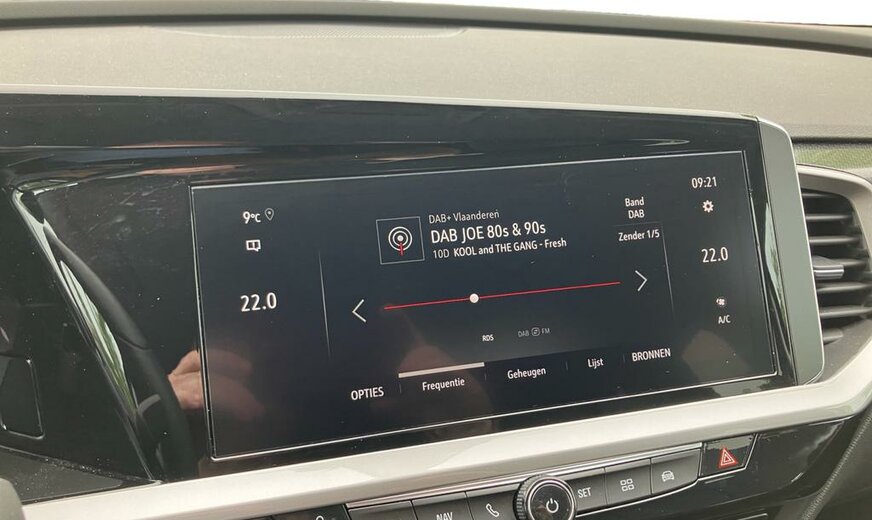 9°C
22.0
DAB+ Vlaanderen
DAB JOE 80s & 90s
10D KOOL and THE GANG - Fresh
Band
DAB
Zender 1/5
09:21
22.0
A/C
RDS
DAB FM
OPTIES
Frequentie
Geheugen
Lijst
BRONNEN
NAV
SET